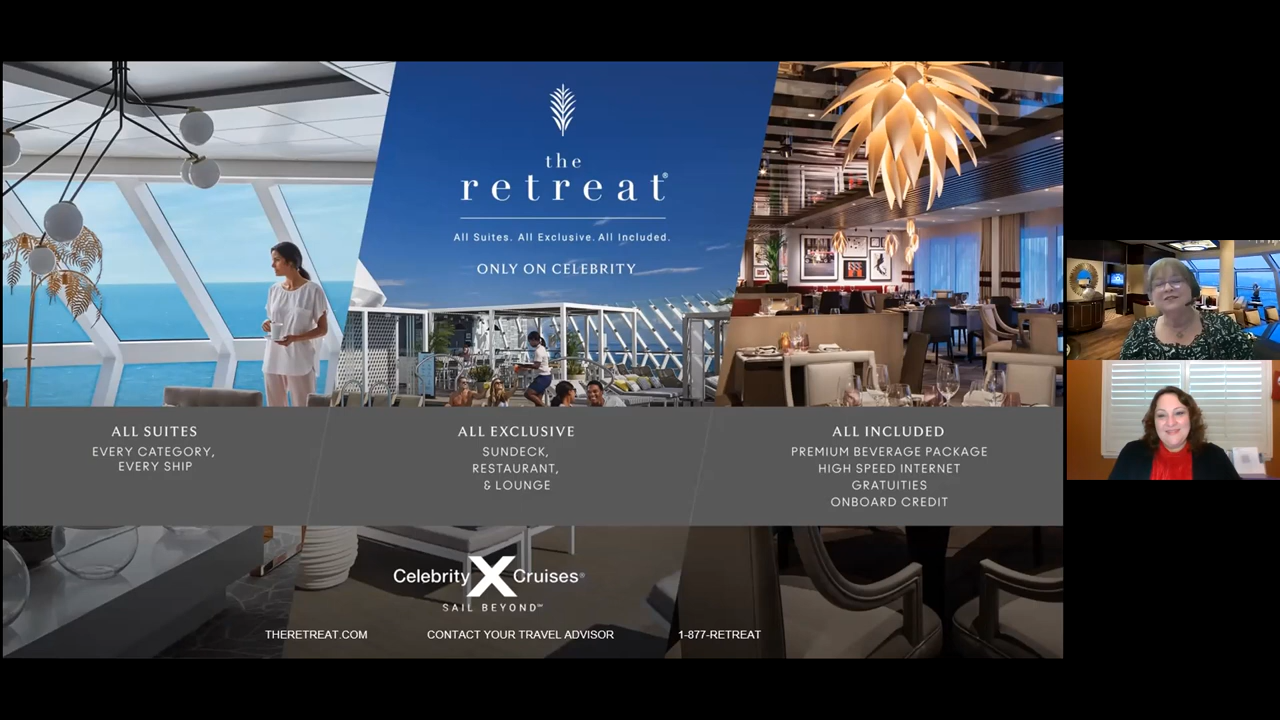 the
retreat®
All Suites. All Exclusive. All Included.
ONLY ON CELEBRITY
ALL SUITES
EVERY CATEGORY,
EVERY SHIP
ALL EXCLUSIVE
SUNDECK,
RESTAURANT,
& LOUNGE
ALL INCLUDED
PREMIUM BEVERAGE PACKAGE
HIGH SPEED INTERNET
GRATUITIES
ONBOARD CREDIT
Celebrity X Cruises®
SAIL BEYOND℠
THERETREAT.COM
CONTACT YOUR TRAVEL ADVISOR
1-877-RETREAT